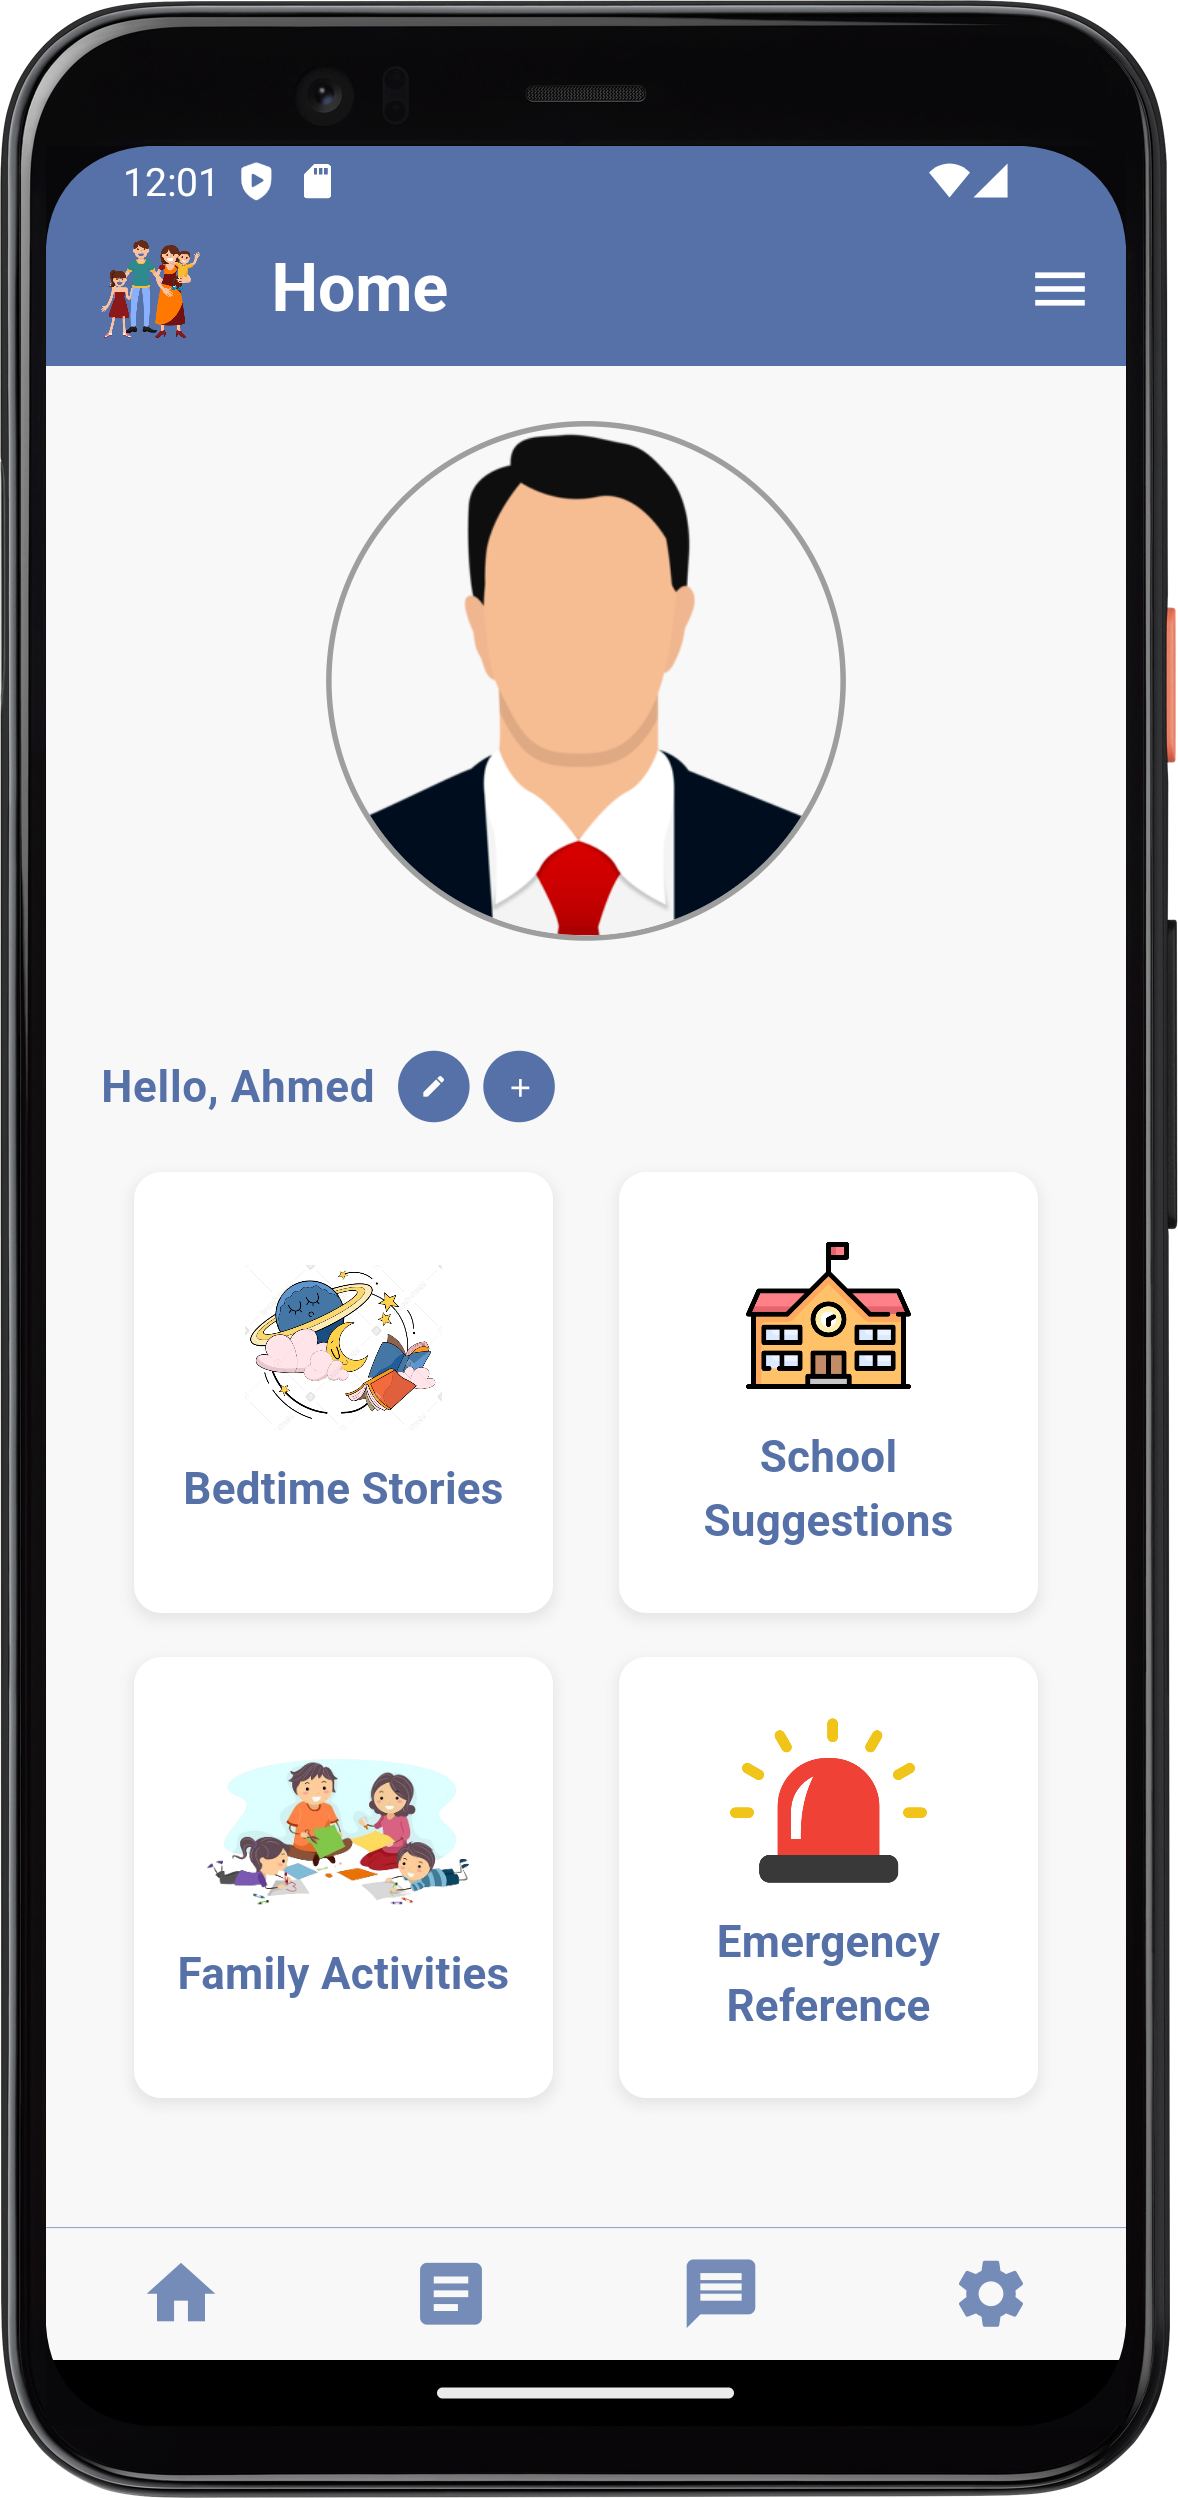 12:01
Home
Hello, Ahmed
Bedtime Stories
School
Suggestions
Family Activities
Emergency
Reference